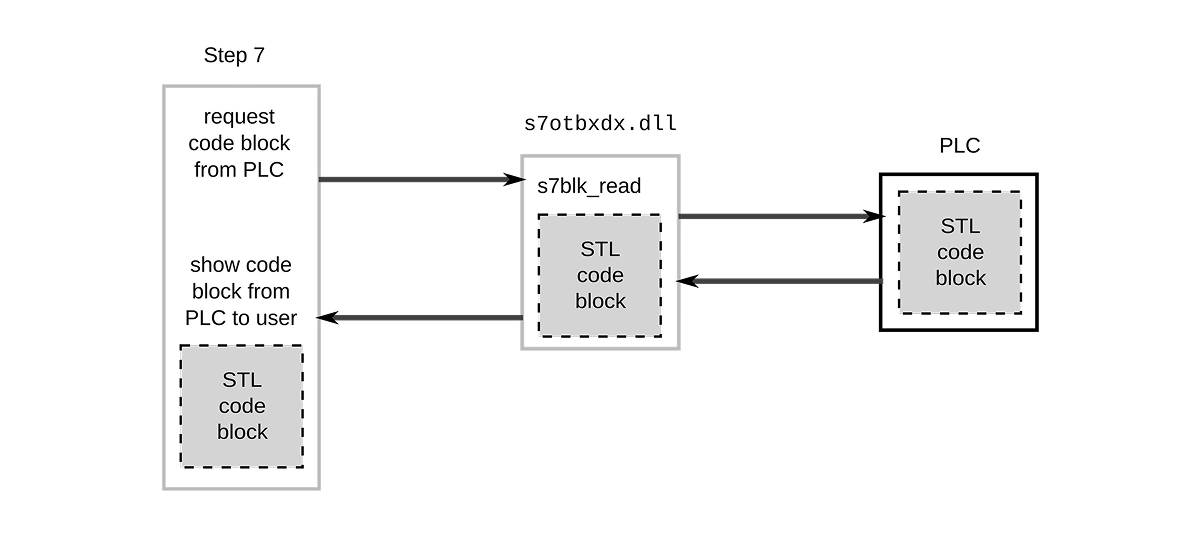 Step 7
request
code block
from PLC
show code
block from
PLC to user
STL
code
block
s7otbxdx.dll
s7blk_read
STL
code
block
PLC
STL
code
block